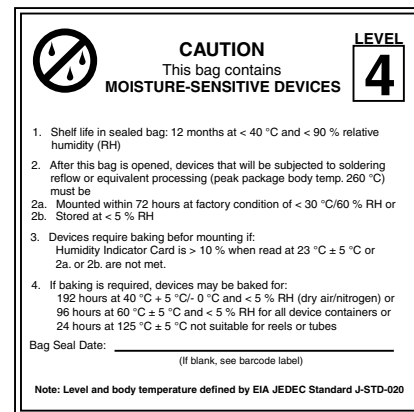 CAUTION
This bag contains
MOISTURE-SENSITIVE DEVICES
LEVEL
4
1. Shelf life in sealed bag: 12 months at < 40 °C and < 90 % relative
humidity (RH)
2. After this bag is opened, devices that will be subjected to soldering
reflow or equivalent processing (peak package body temp. 260 °C)
must be
2a. Mounted within 72 hours at factory condition of < 30 °C/60 % RH or
2b. Stored at < 5 % RH
3. Devices require baking befor mounting if:
Humidity Indicator Card is > 10 % when read at 23 °C ± 5 °C or
2a. or 2b. are not met.
4. If baking is required, devices may be baked for:
192 hours at 40 °C + 5 °C/- 0 °C and < 5 % RH (dry air/nitrogen) or
96 hours at 60 °C ± 5 °C and < 5 % RH for all device containers or
24 hours at 125 °C ± 5 °C not suitable for reels or tubes
Bag Seal Date:
(If blank, see barcode label)
Note: Level and body temperature defined by EIA JEDEC Standard J-STD-020